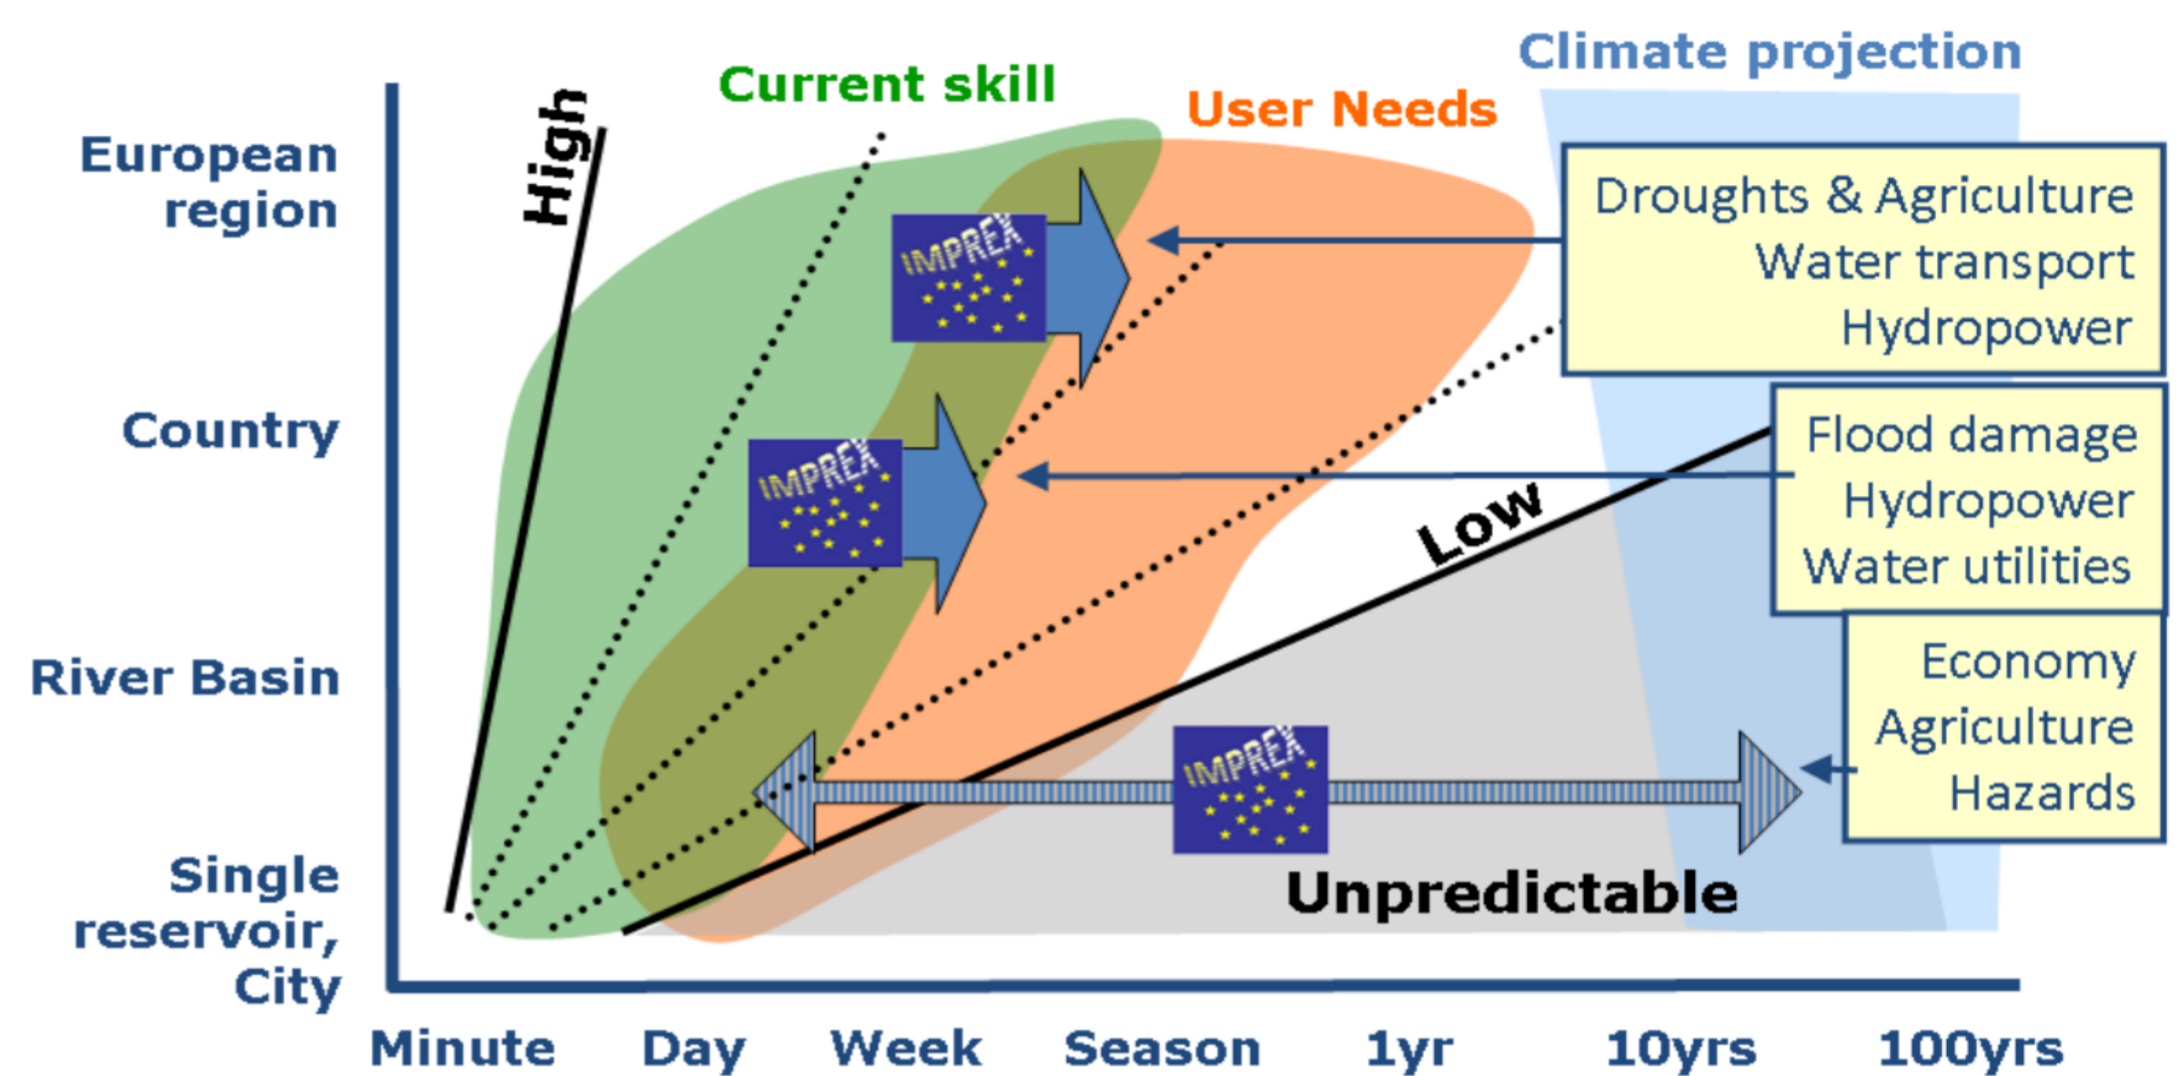 Climate projection
Current skill
User Needs
High
European
region
Droughts & Agriculture
Water transport
Hydropower
IMPREX
Country
Flood damage
Hydropower
Water utilities
IMPREX
Low
River Basin
Economy
Agriculture
Hazards
IMPREX
Unpredictable
Single
reservoir,
City
Minute Day Week Season 1yr 10yrs 100yrs